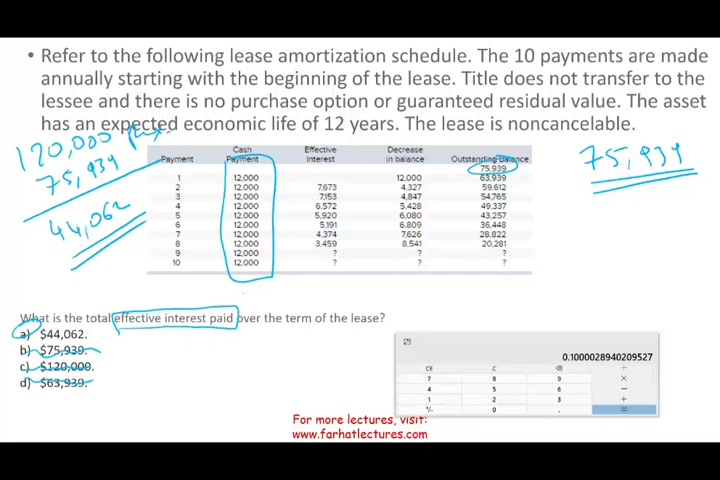 • Refer to the following lease amortization schedule. The 10 payments are made
annually starting with the beginning of the lease. Title does not transfer to the
lessee and there is no purchase option or guaranteed residual value. The asset
has an expected economic life of 12 years. The lease is noncancelable.
120,000
75,939
44,062
75,939
Payment Cash Payment Effective Interest Decrease in balance Outstanding Balance
75,939
1 12,000 12,000 63,939
2 12,000 7,673 4,327 59,612
3 12,000 7,153 4,847 54,765
4 12,000 6,572 5,428 49,337
5 12,000 5,920 6,080 43,257
6 12,000 5,191 6,809 36,448
7 12,000 4,374 7,626 28,822
8 12,000 3,459 8,541 20,281
9 12,000 ? ? ?
10 12,000 ? ? ?
What is the total effective interest paid over the term of the lease?
a) $44,062.
b) $75,939.
c) $120,000.
d) $63,939.
0.1000028940209527
CE C ⌫ ÷
7 8 9 ×
4 5 6 −
1 2 3 +
+/- 0 . =
For more lectures, visit:
www.farhatlectures.com